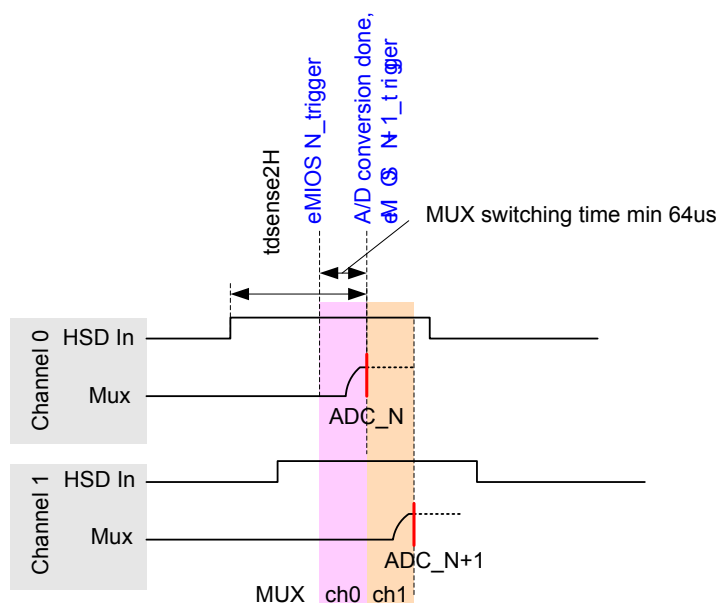 tdsense2H
eMIOS N_trigger
A/D conversion done,
MUX switching time min 64us
Channel 0
HSD In
Mux
ADC_N
Channel 1
HSD In
Mux
ADC_N+1
MUX ch0 ch1